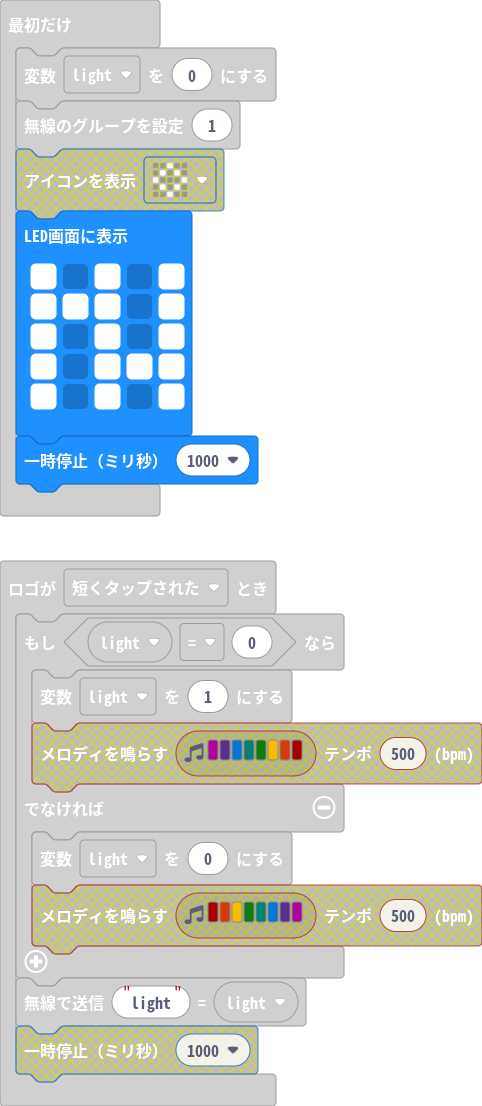 最初だけ
変数 light を 0 にする
無線のグループを設定 1
アイコンを表示
LED画面に表示
一時停止（ミリ秒） 1000
ロゴが 短くタップされた とき
もし light = 0 なら
変数 light を 1 にする
メロディを鳴らす テンポ 500 (bpm)
でなければ
変数 light を 0 にする
メロディを鳴らす テンポ 500 (bpm)
無線で送信 "light" = light
一時停止（ミリ秒） 1000